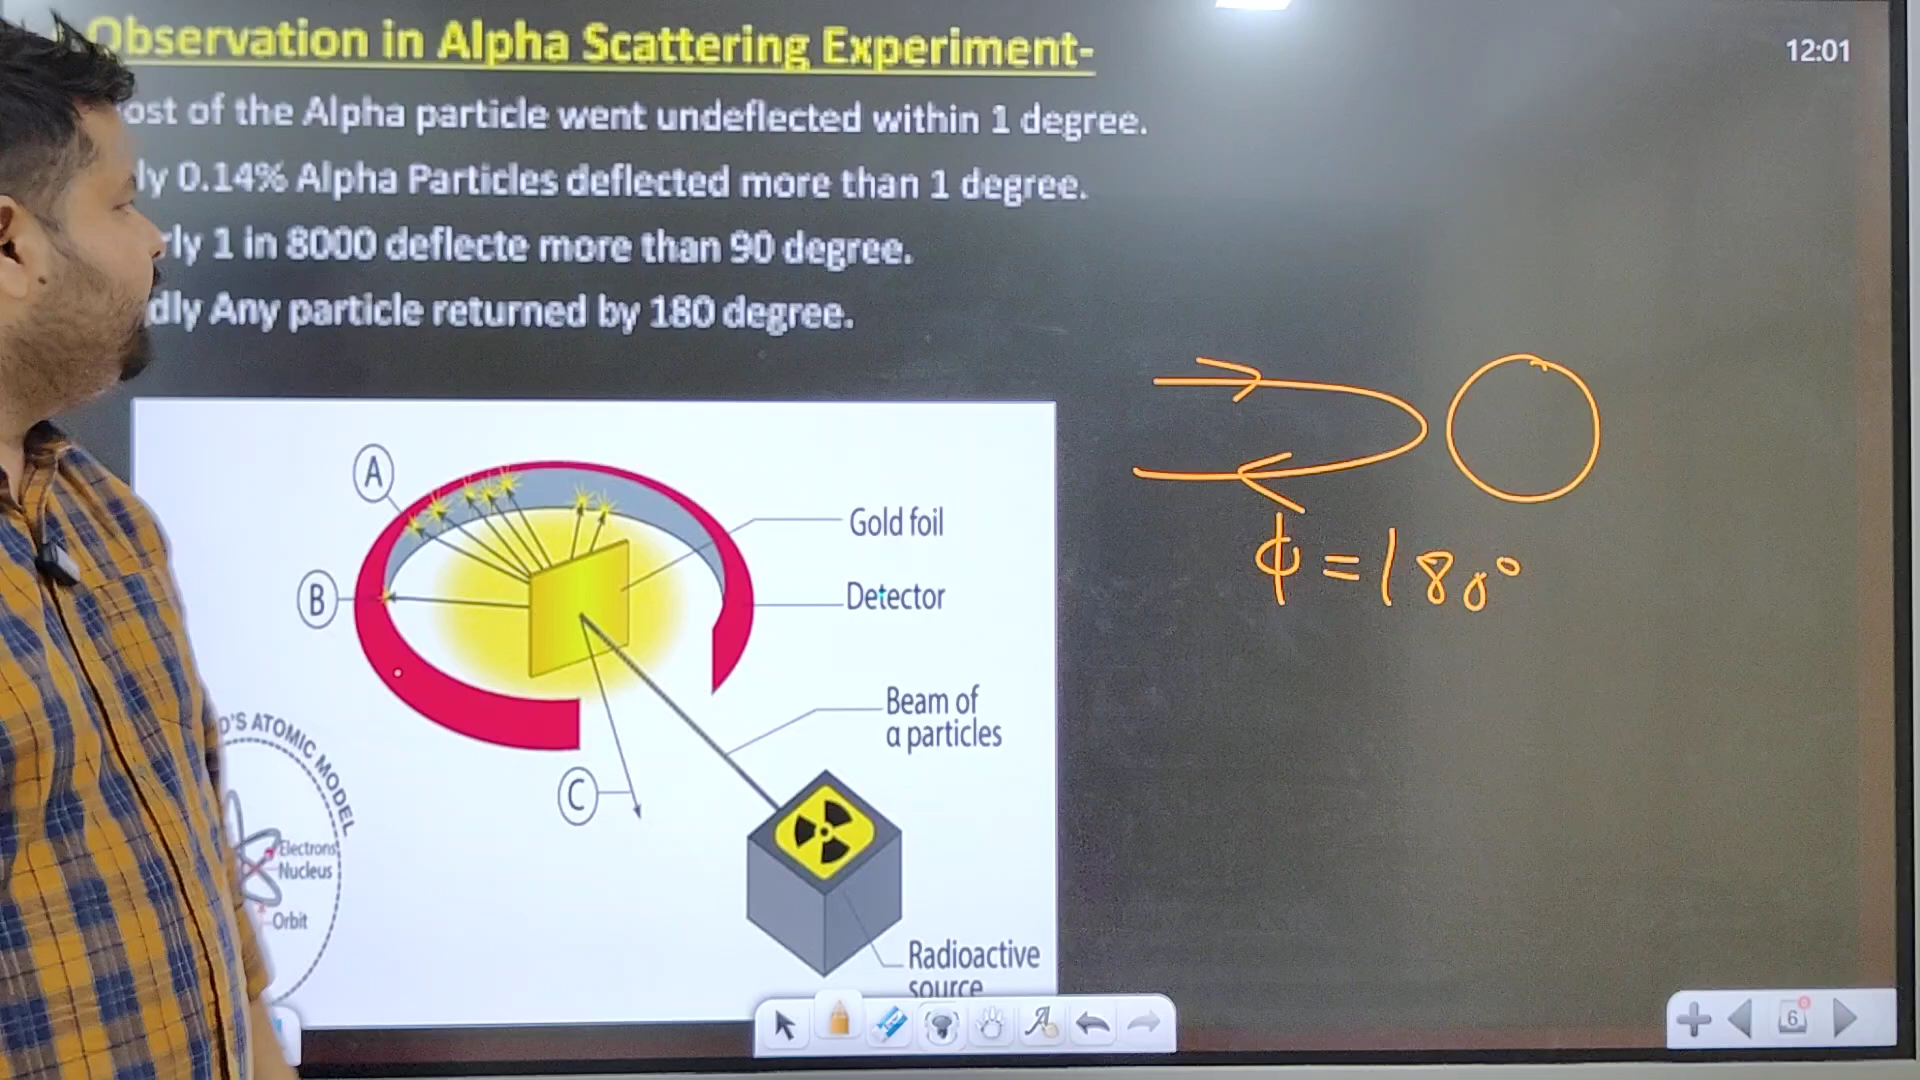 Observation in Alpha Scattering Experiment-
12:01
ost of the Alpha particle went undeflected within 1 degree.
ly 0.14% Alpha Particles deflected more than 1 degree.
rly 1 in 8000 deflecte more than 90 degree.
dly Any particle returned by 180 degree.
A
Gold foil
B
Detector
ϕ = 180°
Beam of
α particles
C
D'S ATOMIC MODEL
Electrons
Nucleus
Orbit
Radioactive
source
6